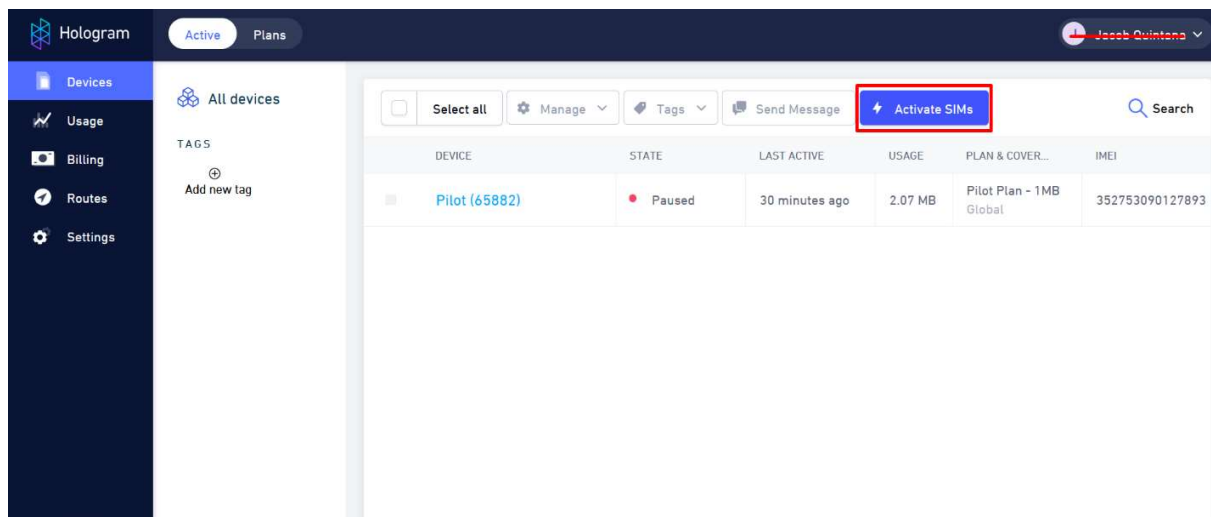 Hologram
Active Plans
Jacob Quintana
Devices
Usage
Billing
Routes
Settings
All devices
TAGS
Add new tag
Select all Manage Tags Send Message Activate SIMs Search
DEVICE STATE LAST ACTIVE USAGE PLAN & COVER... IMEI
Pilot (65882) Paused 30 minutes ago 2.07 MB Pilot Plan - 1MB 352753090127893
Global